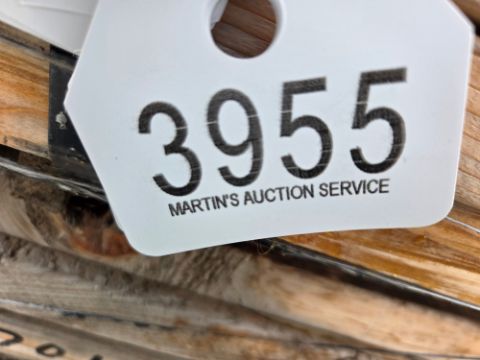 3955
MARTIN'S AUCTION SERVICE